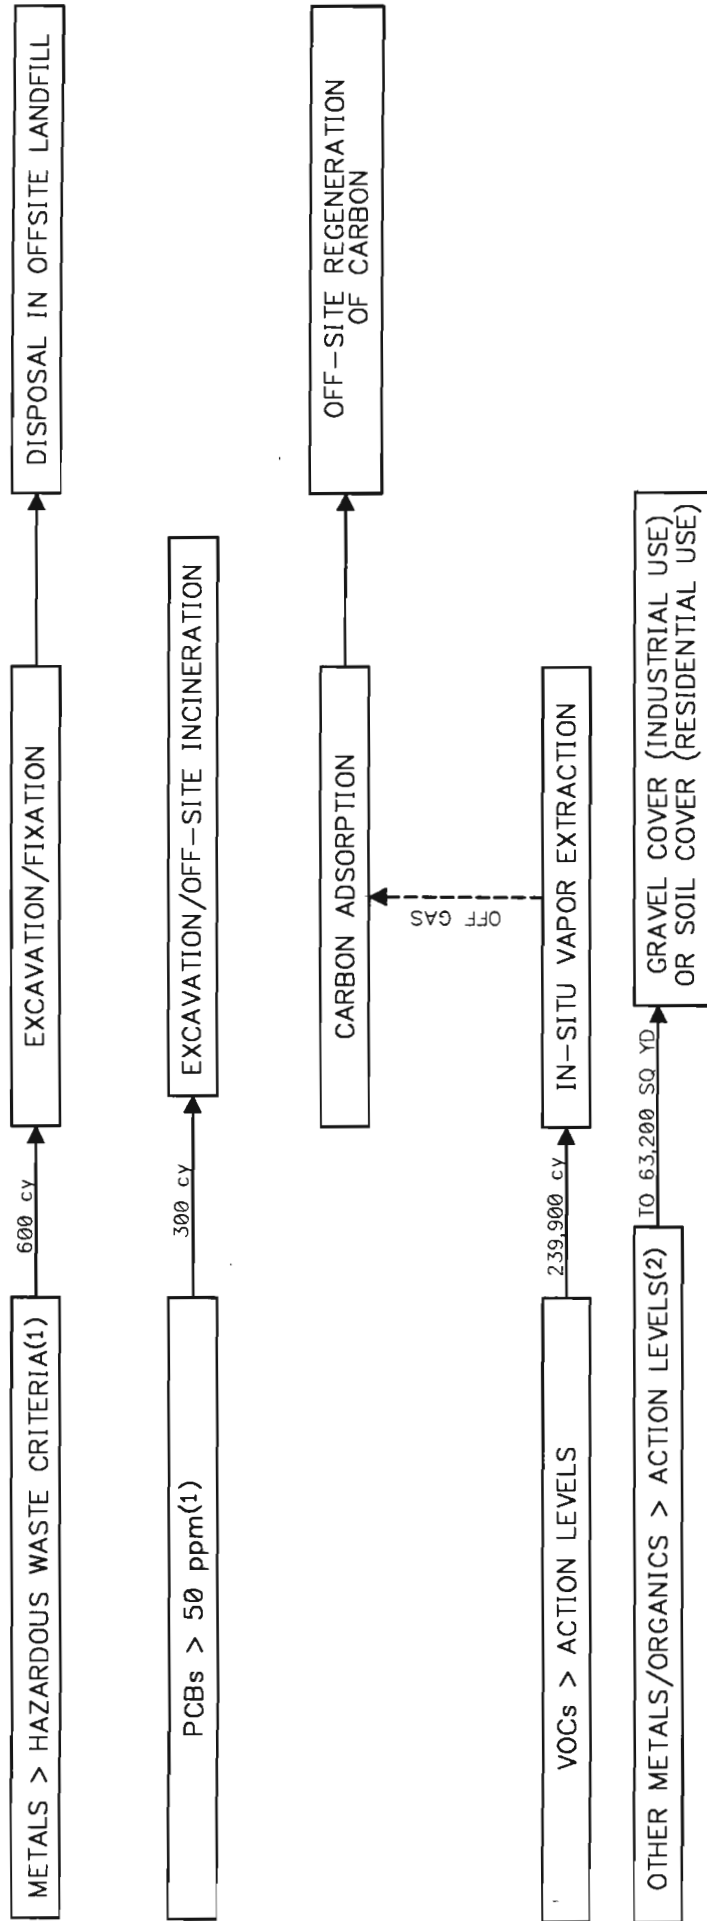 METALS > HAZARDOUS WASTE CRITERIA(1)
600 cy
EXCAVATION/FIXATION
DISPOSAL IN OFFSITE LANDFILL
PCBs > 50 ppm(1)
300 cy
EXCAVATION/OFF-SITE INCINERATION
CARBON ADSORPTION
OFF-SITE REGENERATION
OF CARBON
OFF GAS
VOCs > ACTION LEVELS
239,900 cy
IN-SITU VAPOR EXTRACTION
OTHER METALS/ORGANICS > ACTION LEVELS(2)
TO 63,200 SQ YD
GRAVEL COVER (INDUSTRIAL USE)
OR SOIL COVER (RESIDENTIAL USE)